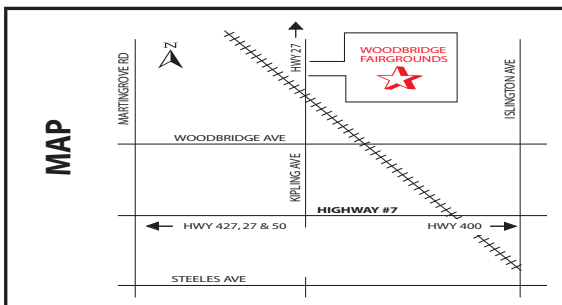 MAP
MARTINGROVE RD
N
HWY 27
WOODBRIDGE
FAIRGROUNDS
ISLINGTON AVE
WOODBRIDGE AVE
KIPLING AVE
HIGHWAY #7
HWY 427, 27 & 50
HWY 400
STEELES AVE